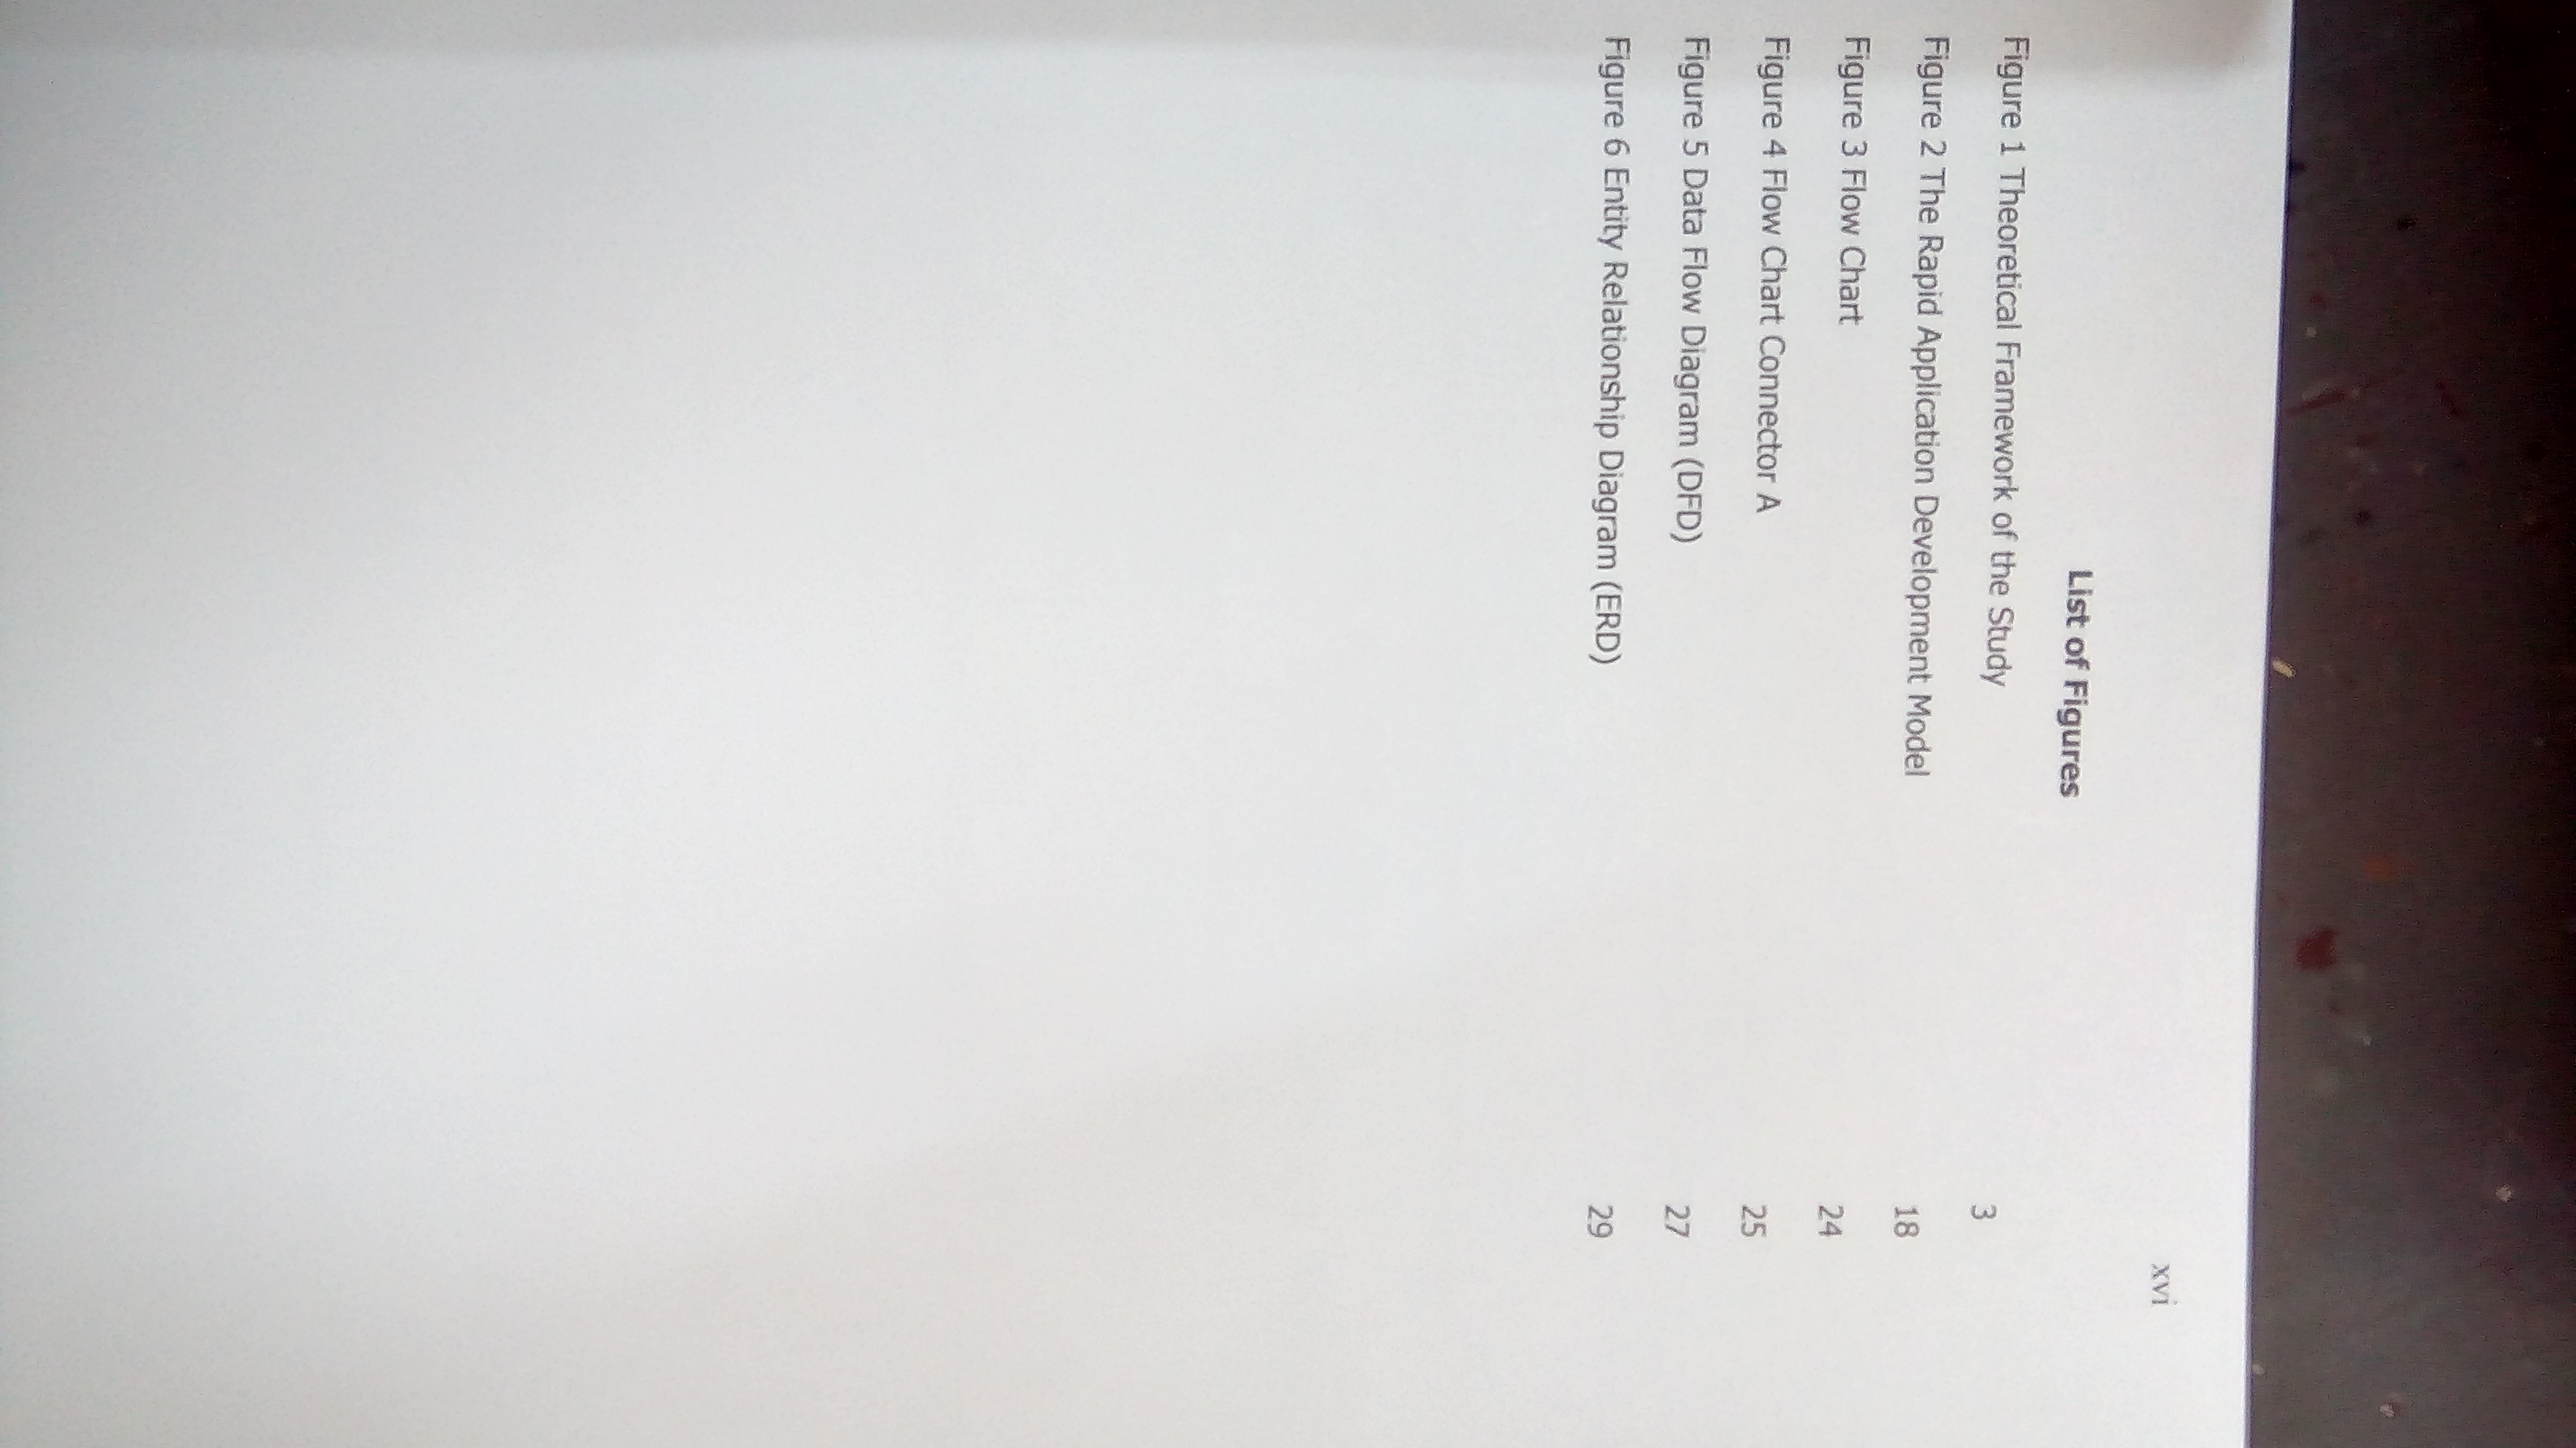 xvi
List of Figures
Figure 1 Theoretical Framework of the Study 3
Figure 2 The Rapid Application Development Model 18
Figure 3 Flow Chart 24
Figure 4 Flow Chart Connector A 25
Figure 5 Data Flow Diagram (DFD) 27
Figure 6 Entity Relationship Diagram (ERD) 29